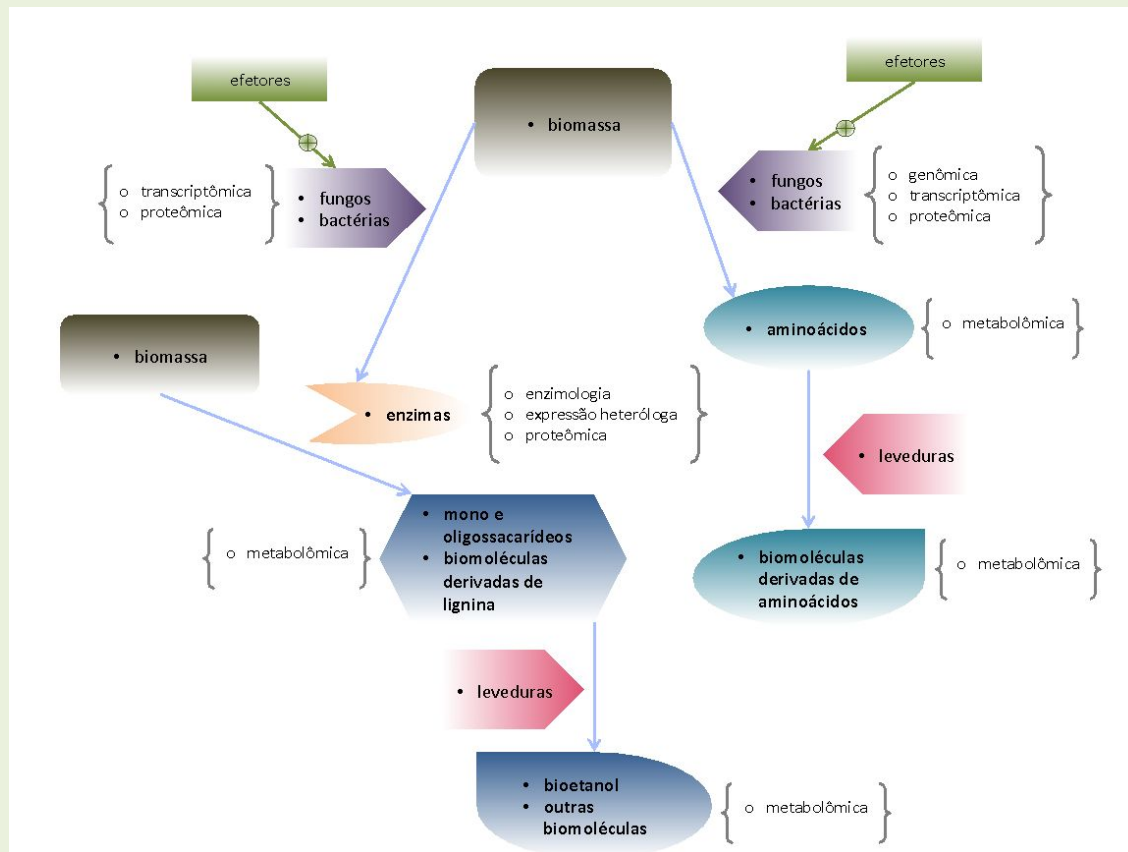 efetores
efetores
• biomassa
o transcriptômica
o proteômica
• fungos
• bactérias
• fungos
• bactérias
o genômica
o transcriptômica
o proteômica
• aminoácidos
o metabolômica
• biomassa
• enzimas
o enzimologia
o expressão heteróloga
o proteômica
• leveduras
• mono e
oligossacarídeos
• biomoléculas
derivadas de
lignina
o metabolômica
• biomoléculas
derivadas de
aminoácidos
o metabolômica
• leveduras
• bioetanol
• outras
biomoléculas
o metabolômica